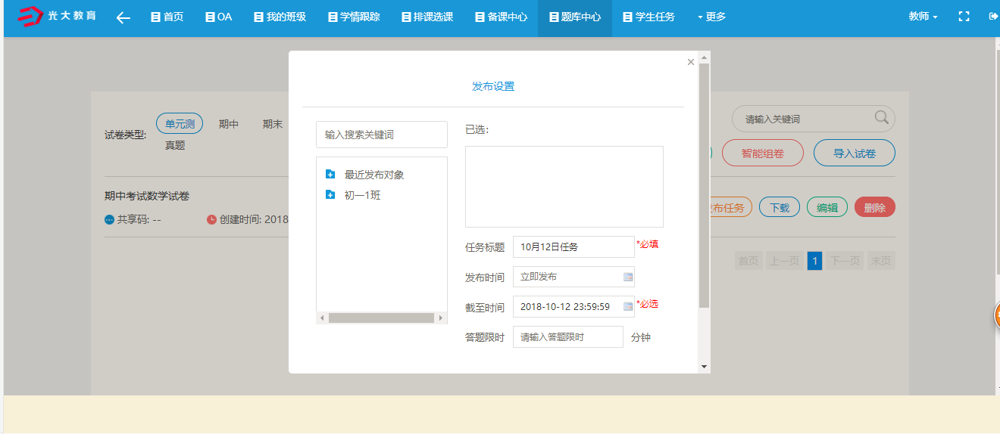 光大教育 首页 OA 我的班级 学情跟踪 排课选课 备课中心 题库中心 学生任务 更多 教师
×
发布设置
试卷类型: 单元测 期中 期末
真题
请输入关键词
智能组卷 导入试卷
输入搜索关键词
已选:
最近发布对象
初一1班
期中考试数学试卷
共享码: -- 创建时间: 2018
布任务 下载 编辑 删除
任务标题 10月12日任务 *必填
首页 上一页 1 下一页 末页
发布时间 立即发布
截至时间 2018-10-12 23:59:59 *必选
答题限时 请输入答题限时 分钟